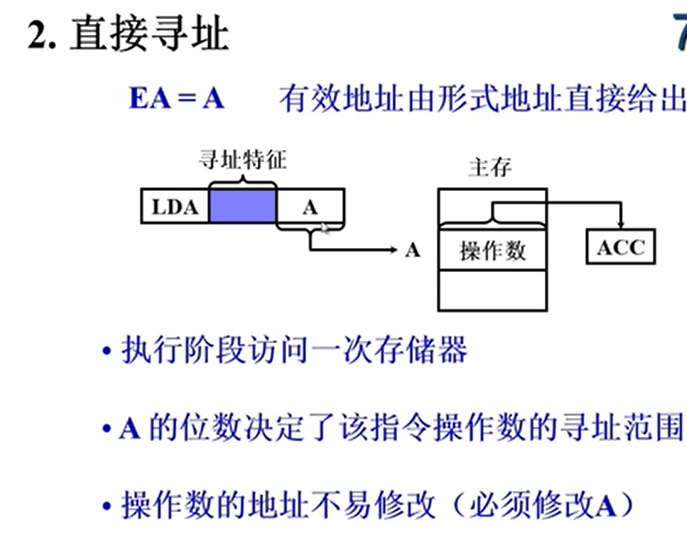 2. 直接寻址
EA = A 有效地址由形式地址直接给出
寻址特征
主存
LDA
A
A
操作数
ACC
• 执行阶段访问一次存储器
• A 的位数决定了该指令操作数的寻址范围
• 操作数的地址不易修改（必须修改A）